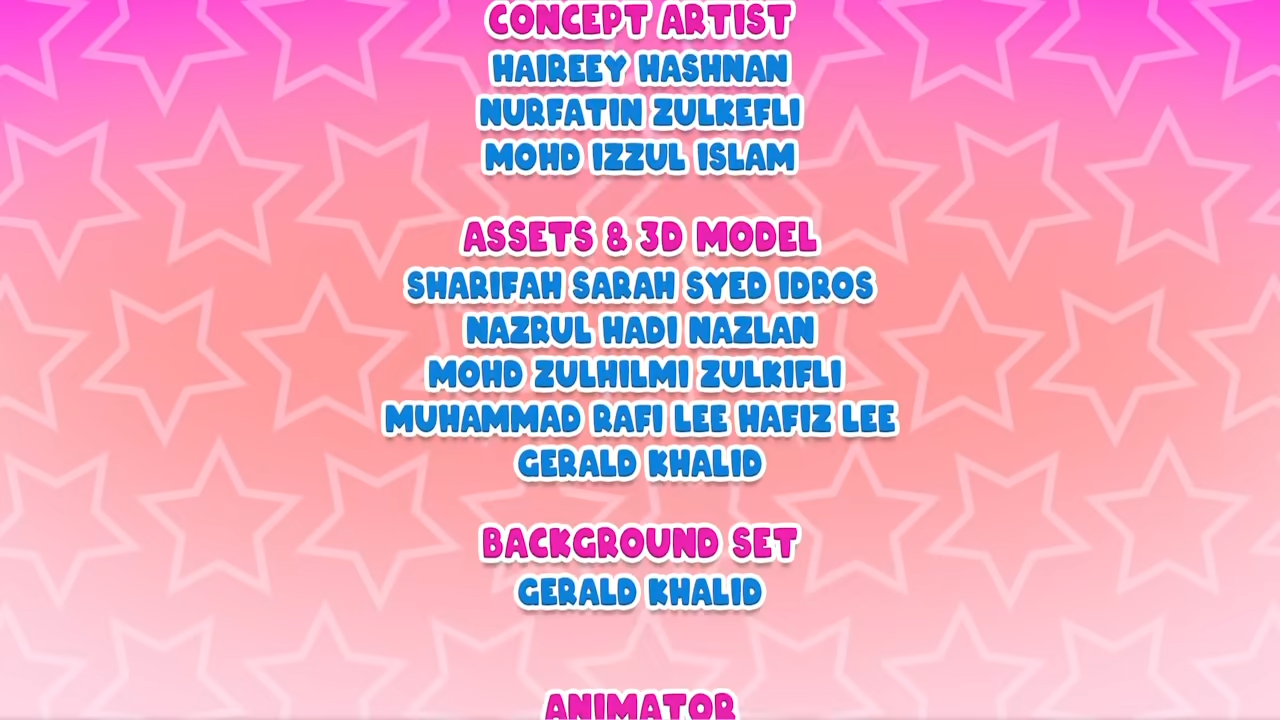 CONCEPT ARTIST
HAIREEY HASHNAN
NURFATIN ZULKEFLI
MOHD IZZUL ISLAM
ASSETS & 3D MODEL
SHARIFAH SARAH SYED IDROS
NAZRUL HADI NAZLAN
MOHD ZULHILMI ZULKIFLI
MUHAMMAD RAFI LEE HAFIZ LEE
GERALD KHALID
BACKGROUND SET
GERALD KHALID
ANIMATOR